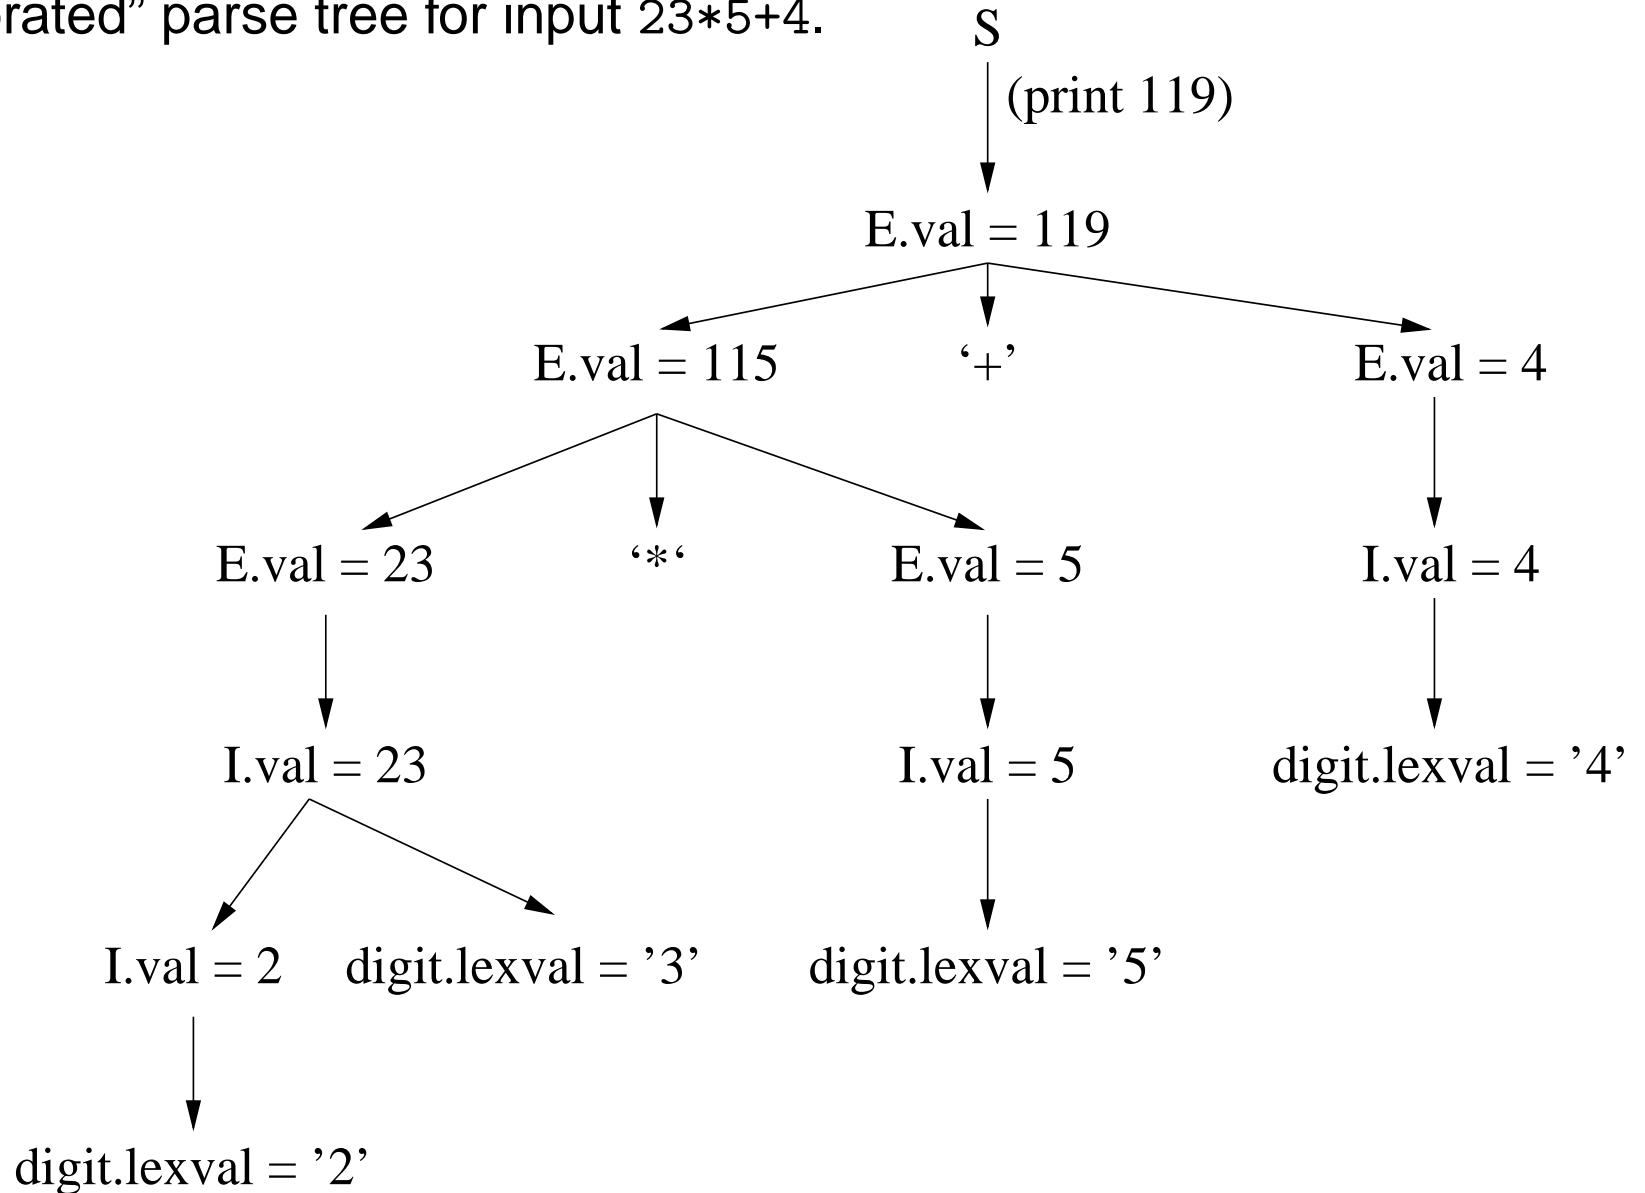 rated” parse tree for input 23*5+4.
S
(print 119)
E.val = 119
E.val = 115 ‘+’ E.val = 4
E.val = 23 ‘*‘ E.val = 5 I.val = 4
I.val = 23 I.val = 5 digit.lexval = ’4’
I.val = 2 digit.lexval = ’3’ digit.lexval = ’5’
digit.lexval = ’2’